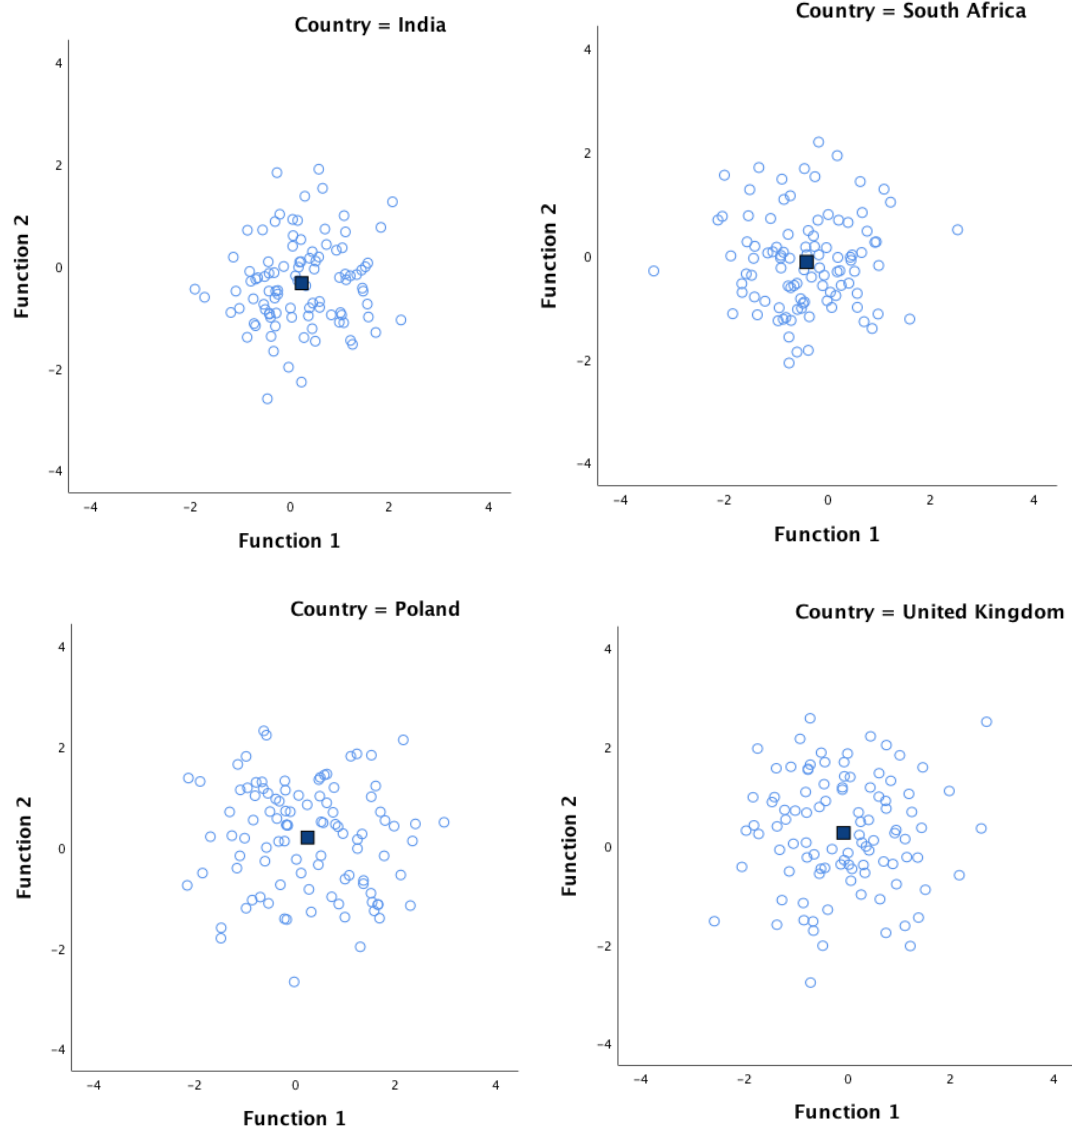 Country = India
4
2
0
−2
−4
Function 2
−4 −2 0 2 4
Function 1
Country = South Africa
4
2
0
−2
−4
Function 2
−4 −2 0 2 4
Function 1
Country = Poland
4
2
0
−2
−4
Function 2
−4 −2 0 2 4
Function 1
Country = United Kingdom
4
2
0
−2
−4
Function 2
−4 −2 0 2 4
Function 1